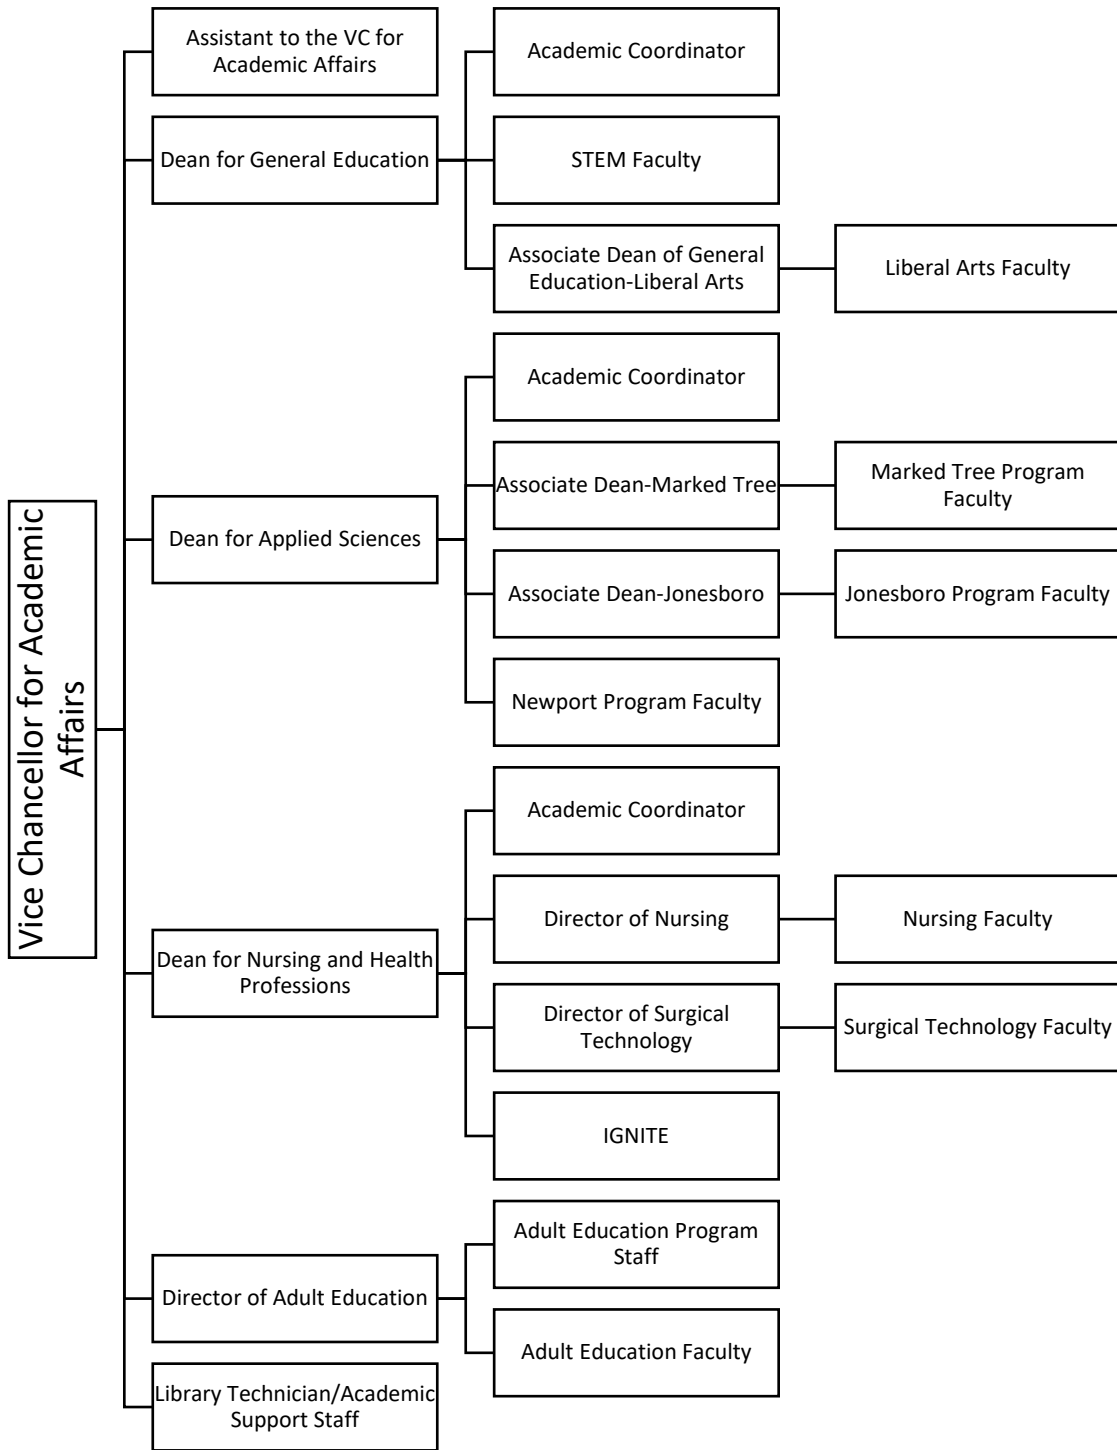 Vice Chancellor for Academic
Affairs
Assistant to the VC for
Academic Affairs
Dean for General Education
Academic Coordinator
STEM Faculty
Associate Dean of General
Education-Liberal Arts
Liberal Arts Faculty
Dean for Applied Sciences
Academic Coordinator
Associate Dean-Marked Tree
Marked Tree Program
Faculty
Associate Dean-Jonesboro
Jonesboro Program Faculty
Newport Program Faculty
Dean for Nursing and Health
Professions
Academic Coordinator
Director of Nursing
Nursing Faculty
Director of Surgical
Technology
Surgical Technology Faculty
IGNITE
Director of Adult Education
Adult Education Program
Staff
Adult Education Faculty
Library Technician/Academic
Support Staff